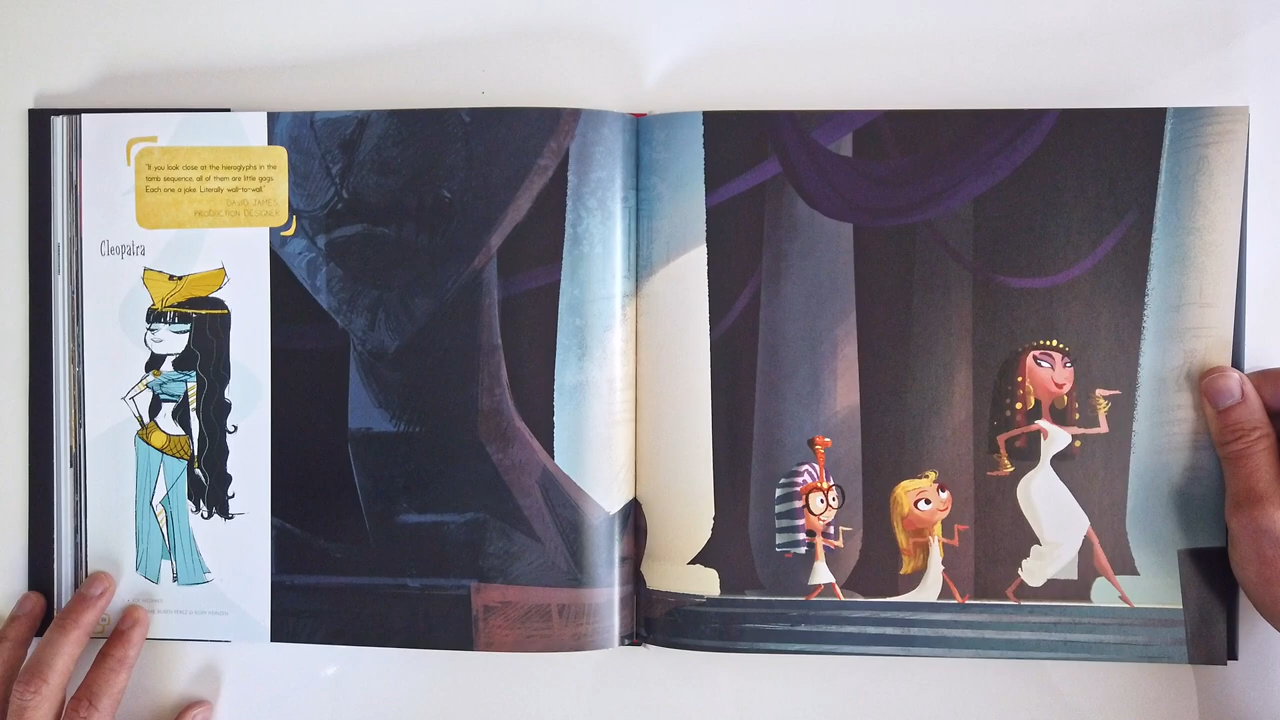 "If you look close at the hieroglyphs in the
tomb sequence, all of them are little gags.
Each one a joke. Literally wall-to-wall."
DAVID JAMES,
PRODUCTION DESIGNER
Cleopatra